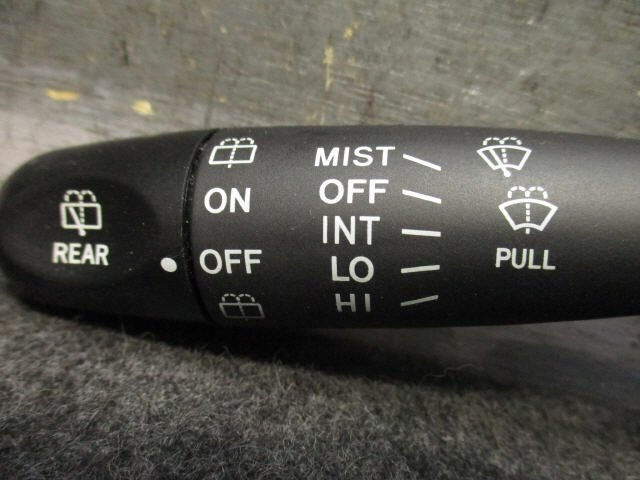 REAR
ON
OFF
MIST
OFF
INT
LO
HI
PULL